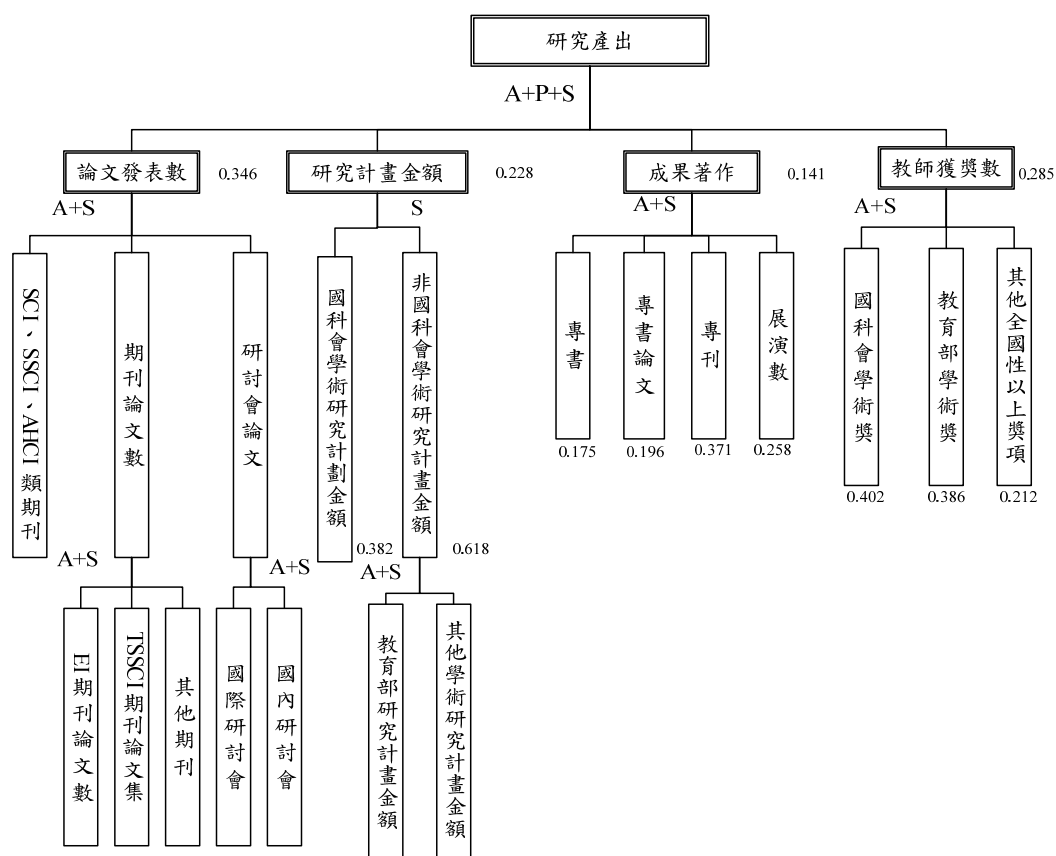 研究產出
A+P+S
論文發表數
0.346
研究計畫金額
0.228
成果著作
0.141
教師獲獎數
0.285
A+S
S
A+S
A+S
SCI、SSCI、AHCI類期刊
期刊論文數
研討會論文
國科會學術研究計劃金額
非國科會學術研究計畫金額
專書
專書論文
專刊
展演數
國科會學術獎
教育部學術獎
其他全國性以上獎項
0.175
0.196
0.371
0.258
0.402
0.386
0.212
0.382
0.618
A+S
A+S
A+S
EI期刊論文數
TSSCI期刊論文集
其他期刊
國際研討會
國內研討會
教育部研究計畫金額
其他學術研究計畫金額